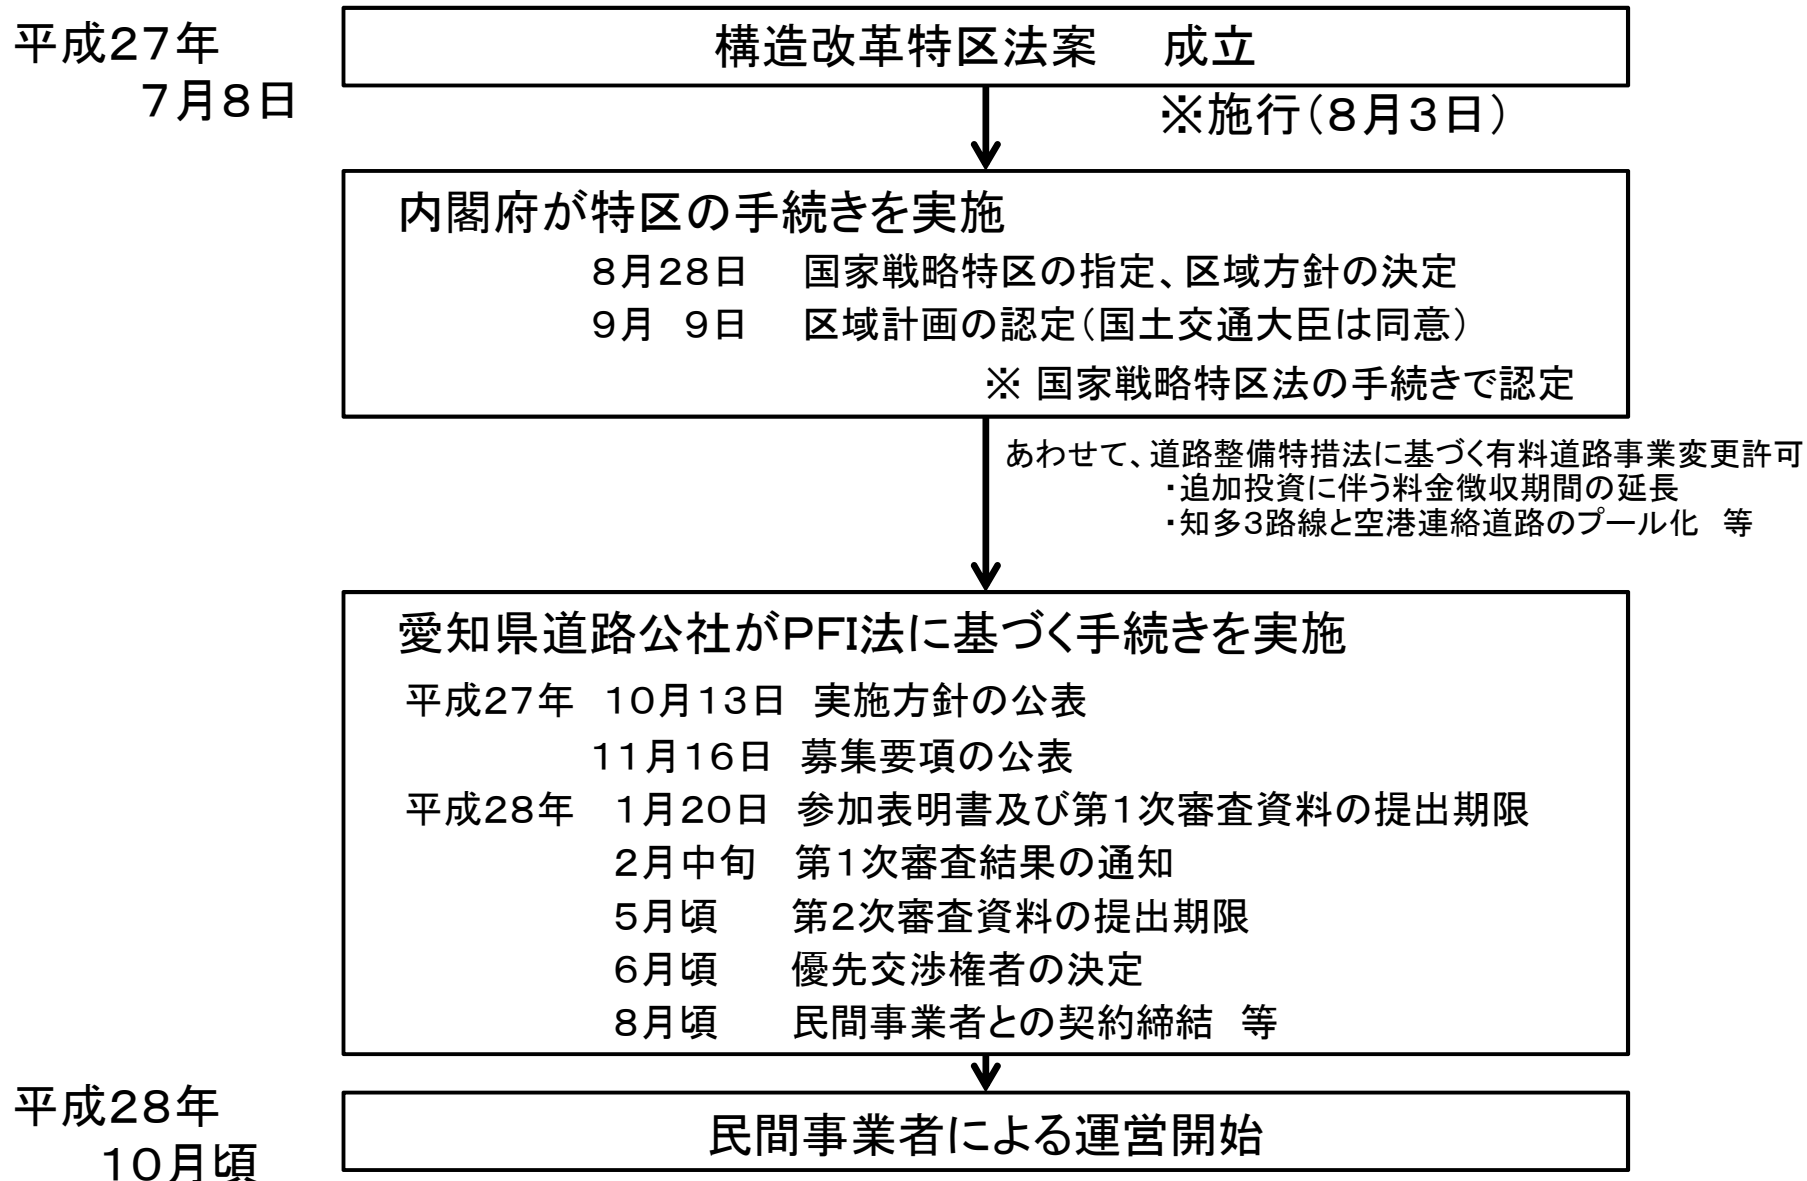 平成27年
7月8日
構造改革特区法案　成立
※施行（8月3日）
内閣府が特区の手続きを実施
8月28日　国家戦略特区の指定、区域方針の決定
9月　9日　区域計画の認定（国土交通大臣は同意）
※ 国家戦略特区法の手続きで認定
あわせて、道路整備特措法に基づく有料道路事業変更許可
・追加投資に伴う料金徴収期間の延長
・知多3路線と空港連絡道路のプール化　等
愛知県道路公社がPFI法に基づく手続きを実施
平成27年　10月13日　実施方針の公表
11月16日　募集要項の公表
平成28年　1月20日　参加表明書及び第1次審査資料の提出期限
2月中旬　第1次審査結果の通知
5月頃　第2次審査資料の提出期限
6月頃　優先交渉権者の決定
8月頃　民間事業者との契約締結　等
平成28年
10月頃
民間事業者による運営開始